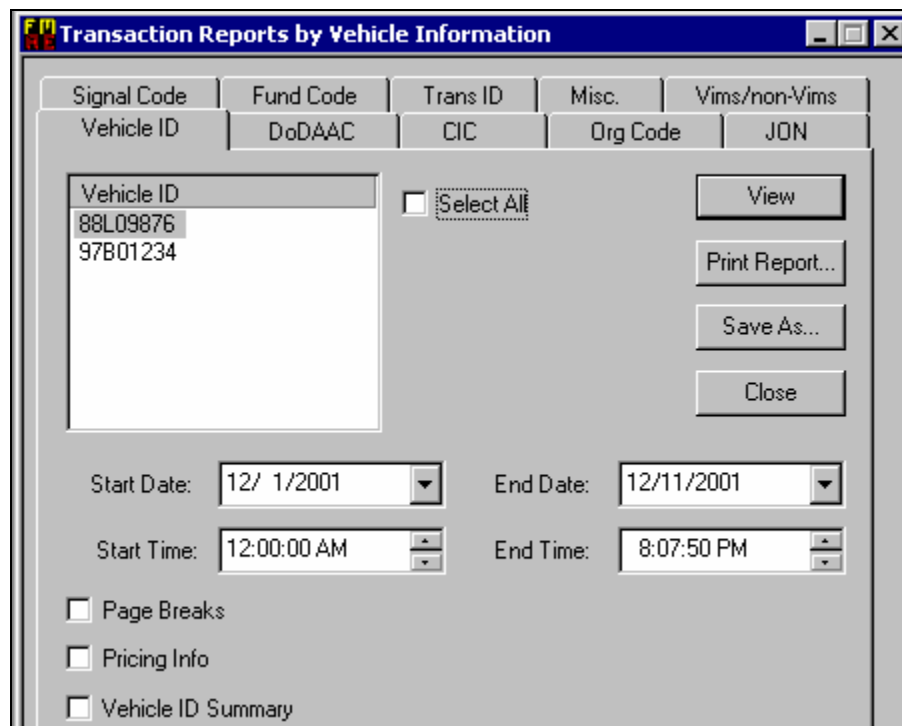 FMRE Transaction Reports by Vehicle Information
Signal Code Fund Code Trans ID Misc. Vims/non-Vims
Vehicle ID DoDAAC CIC Org Code JON
Vehicle ID
88L09876
97B01234
Select All
View
Print Report...
Save As...
Close
Start Date: 12/ 1/2001 End Date: 12/11/2001
Start Time: 12:00:00 AM End Time: 8:07:50 PM
Page Breaks
Pricing Info
Vehicle ID Summary